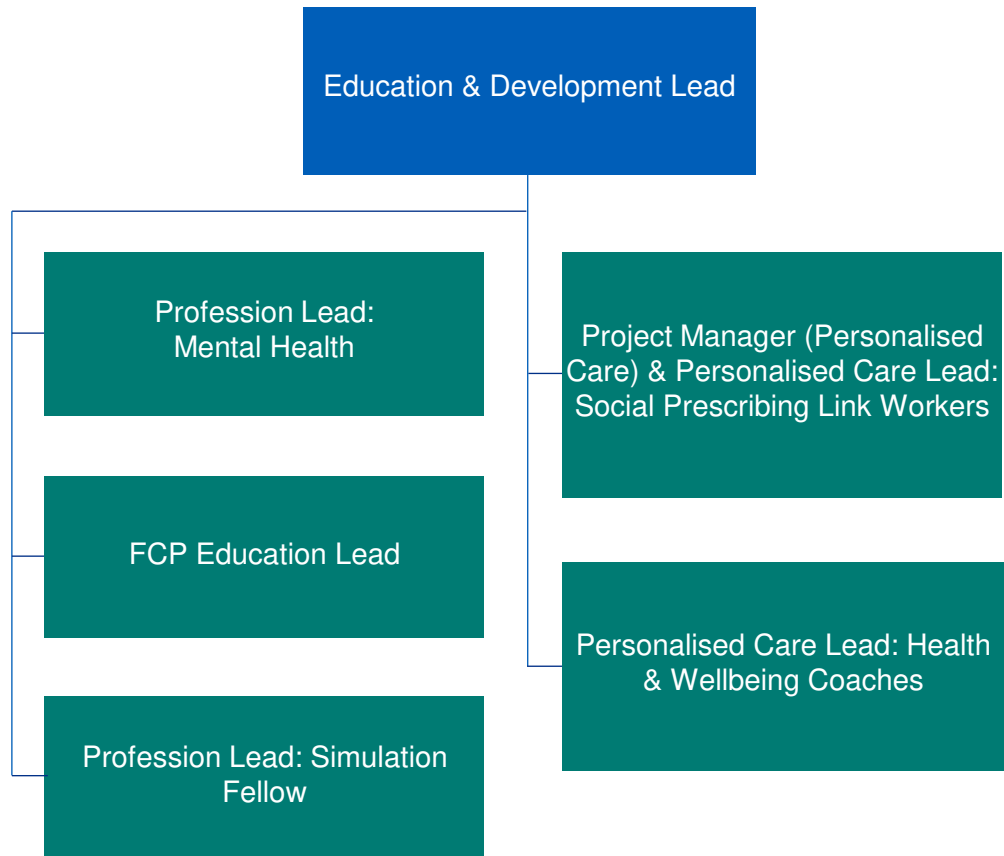 Education & Development Lead
Profession Lead:
Mental Health
Project Manager (Personalised
Care) & Personalised Care Lead:
Social Prescribing Link Workers
FCP Education Lead
Personalised Care Lead: Health
& Wellbeing Coaches
Profession Lead: Simulation
Fellow